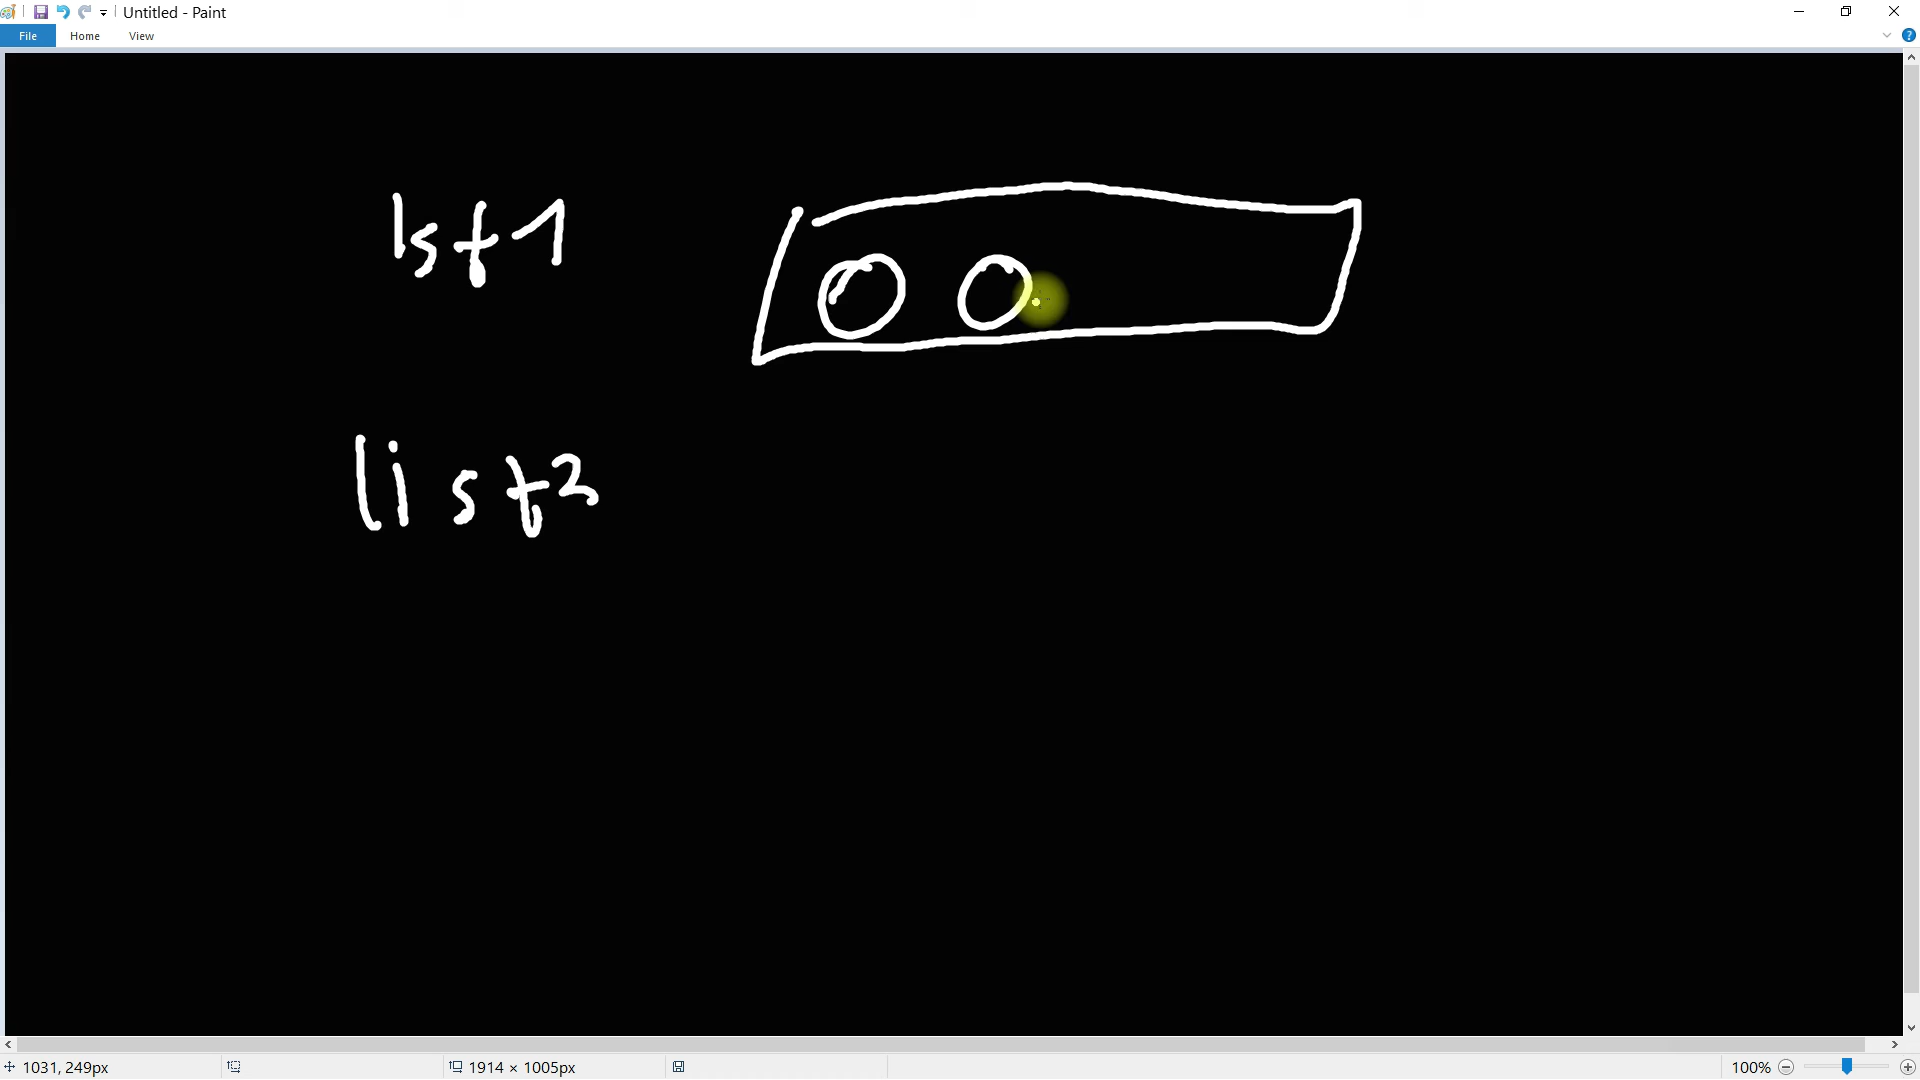 Untitled - Paint
File Home View
lst1
list2
1031, 249px
1914 × 1005px
100%